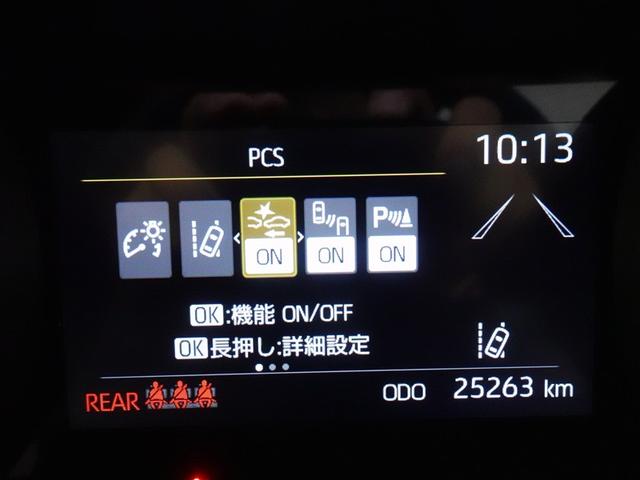 PCS
10:13
ON
ON
P ON
OK:機能 ON/OFF
OK長押し:詳細設定
REAR
ODO 25263 km